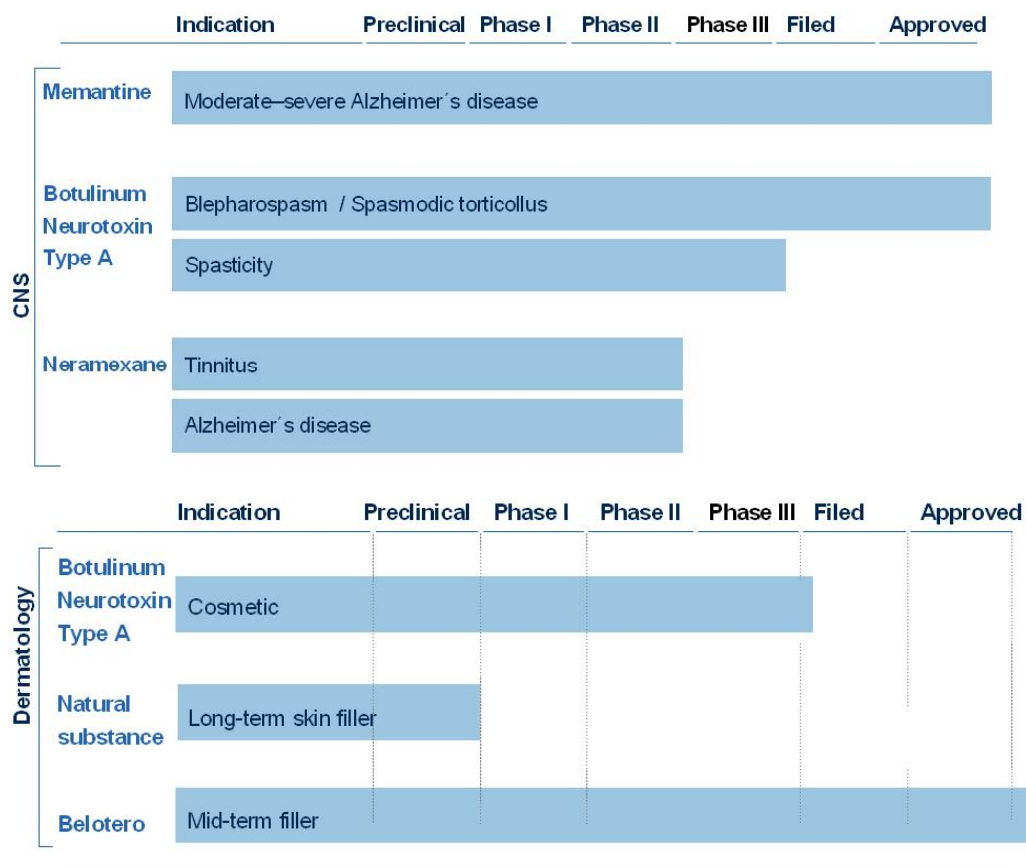 Indication Preclinical Phase I Phase II Phase III Filed Approved
CNS
Memantine
Moderate–severe Alzheimer´s disease
Botulinum
Neurotoxin
Type A
Blepharospasm / Spasmodic torticollus
Spasticity
Neramexane
Tinnitus
Alzheimer´s disease
Indication Preclinical Phase I Phase II Phase III Filed Approved
Dermatology
Botulinum
Neurotoxin
Type A
Cosmetic
Natural
substance
Long-term skin filler
Belotero
Mid-term filler